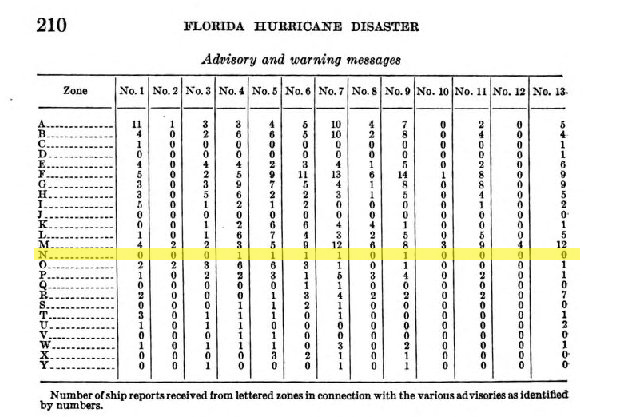 210 FLORIDA HURRICANE DISASTER
Advisory and warning messages
Zone No. 1 No. 2 No. 3 No. 4 No. 5 No. 6 No. 7 No. 8 No. 9 No. 10 No. 11 No. 12 No. 13
A 11 1 3 3 4 5 10 4 7 0 2 0 5
B 4 0 2 6 6 5 10 2 8 0 4 0 4
C 1 0 0 0 0 0 0 0 0 0 0 0 1
D 0 0 0 0 0 0 0 0 0 0 0 0 1
E 4 0 4 4 2 3 4 1 5 0 2 0 6
F 5 0 2 5 9 11 13 6 14 1 8 0 9
G 3 0 3 9 7 5 4 1 8 0 8 0 9
H 3 0 5 6 2 2 3 1 5 0 4 0 5
I 5 0 1 2 1 2 0 0 0 0 1 0 2
J 0 0 0 0 0 0 0 0 0 0 0 0 0
K 0 0 1 2 6 6 4 4 1 0 0 0 1
L 1 0 1 6 7 4 3 2 5 0 5 0 5
M 4 2 2 3 5 9 12 6 8 3 9 4 12
N 0 0 0 1 1 1 1 0 1 0 0 0 0
O 2 2 3 6 6 3 1 0 1 0 0 0 1
P 1 0 2 2 3 1 5 3 4 0 2 0 1
Q 0 0 0 0 0 1 1 0 0 0 0 0 0
R 2 0 0 0 1 3 4 2 2 0 2 0 7
S 0 0 0 1 1 2 1 0 0 0 0 0 0
T 3 0 1 1 1 0 1 0 0 0 0 0 1
U 1 0 1 1 0 0 0 0 0 0 0 0 2
V 0 0 0 1 1 0 0 0 0 0 0 0 0
W 1 0 1 1 1 0 3 0 2 0 0 0 1
X 0 0 0 0 3 2 1 0 1 0 0 0 0
Y 0 0 1 0 0 0 1 0 1 0 0 0 0
Number of ship reports received from lettered zones in connection with the various advisories as identified
by numbers.